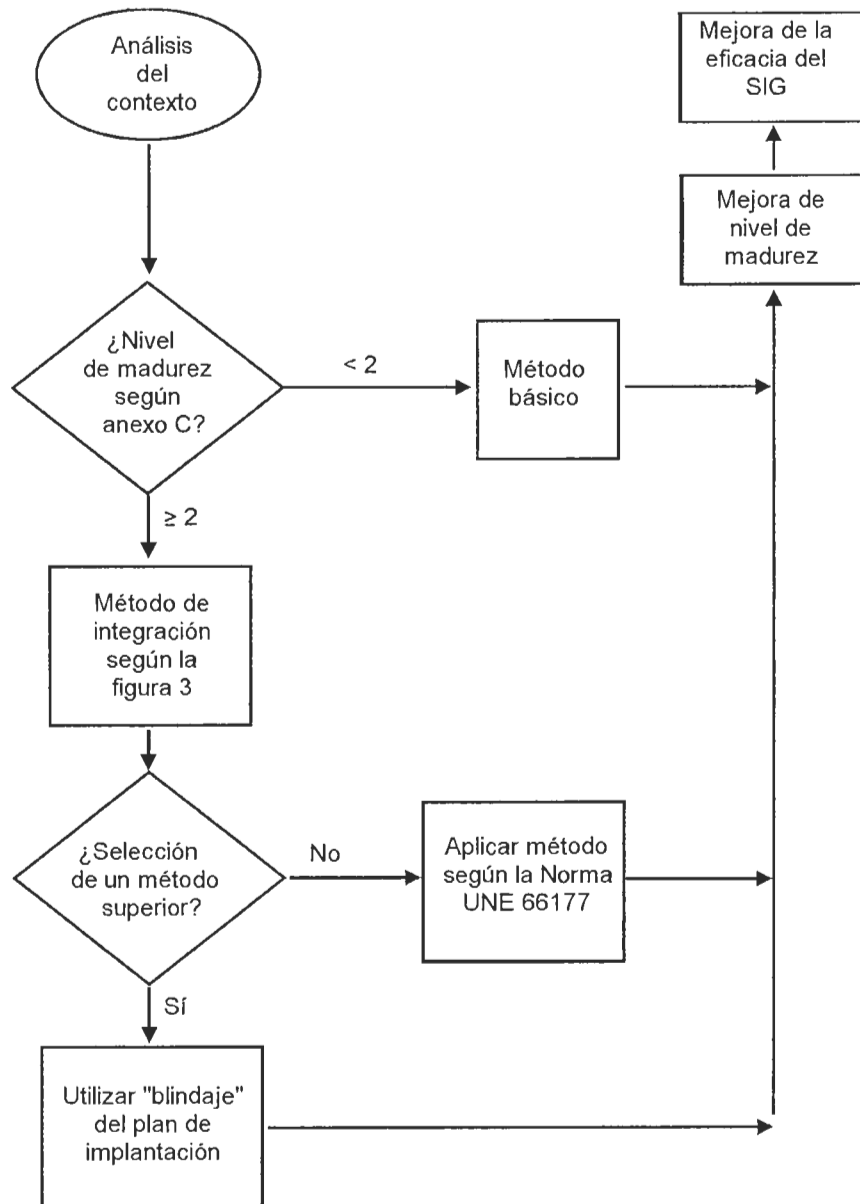 Análisis
del
contexto
Mejora de la
eficacia del
SIG
Mejora de
nivel de
madurez
¿Nivel
de madurez
según
anexo C?
< 2
Método
básico
≥ 2
Método de
integración
según la
figura 3
¿Selección
de un método
superior?
No
Aplicar método
según la Norma
UNE 66177
Sí
Utilizar "blindaje"
del plan de
implantación